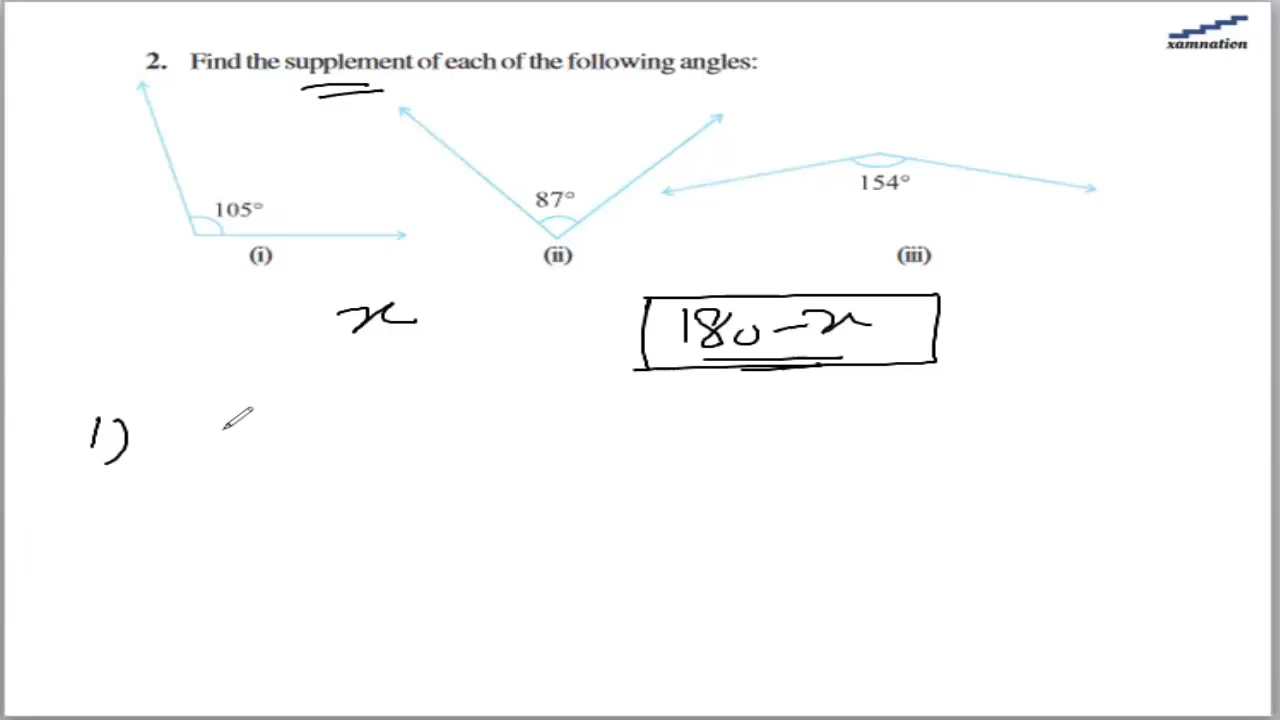 xamnation
2. Find the supplement of each of the following angles:
105° 87° 154°
(i) (ii) (iii)
x 180-x
1)